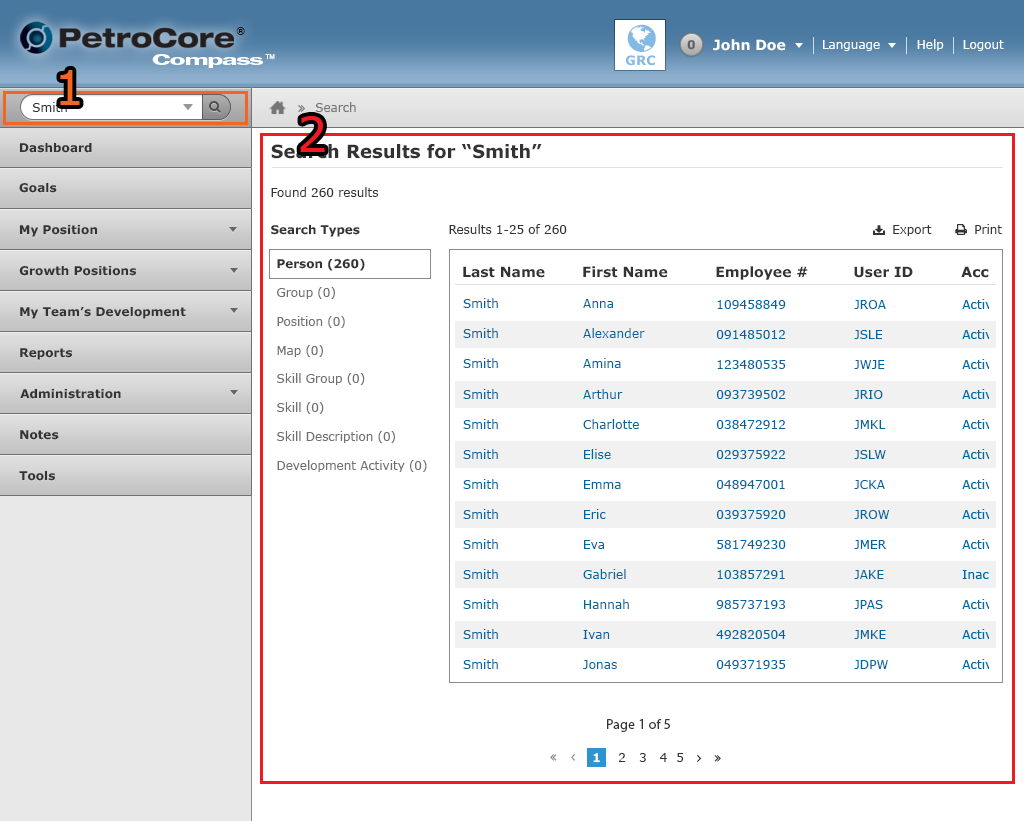 PetroCore®
Compass™
GRC
0 John Doe Language Help Logout
1
Smith
» Search
2
Dashboard
Goals
My Position
Growth Positions
My Team’s Development
Reports
Administration
Notes
Tools
Search Results for “Smith”
Found 260 results
Search Types
Person (260)
Group (0)
Position (0)
Map (0)
Skill Group (0)
Skill (0)
Skill Description (0)
Development Activity (0)
Results 1-25 of 260 Export Print
Last Name First Name Employee # User ID Acc
Smith Anna 109458849 JROA Activ
Smith Alexander 091485012 JSLE Activ
Smith Amina 123480535 JWJE Activ
Smith Arthur 093739502 JRIO Activ
Smith Charlotte 038472912 JMKL Activ
Smith Elise 029375922 JSLW Activ
Smith Emma 048947001 JCKA Activ
Smith Eric 039375920 JROW Activ
Smith Eva 581749230 JMER Activ
Smith Gabriel 103857291 JAKE Inac
Smith Hannah 985737193 JPAS Activ
Smith Ivan 492820504 JMKE Activ
Smith Jonas 049371935 JDPW Activ
Page 1 of 5
« ‹ 1 2 3 4 5 › »